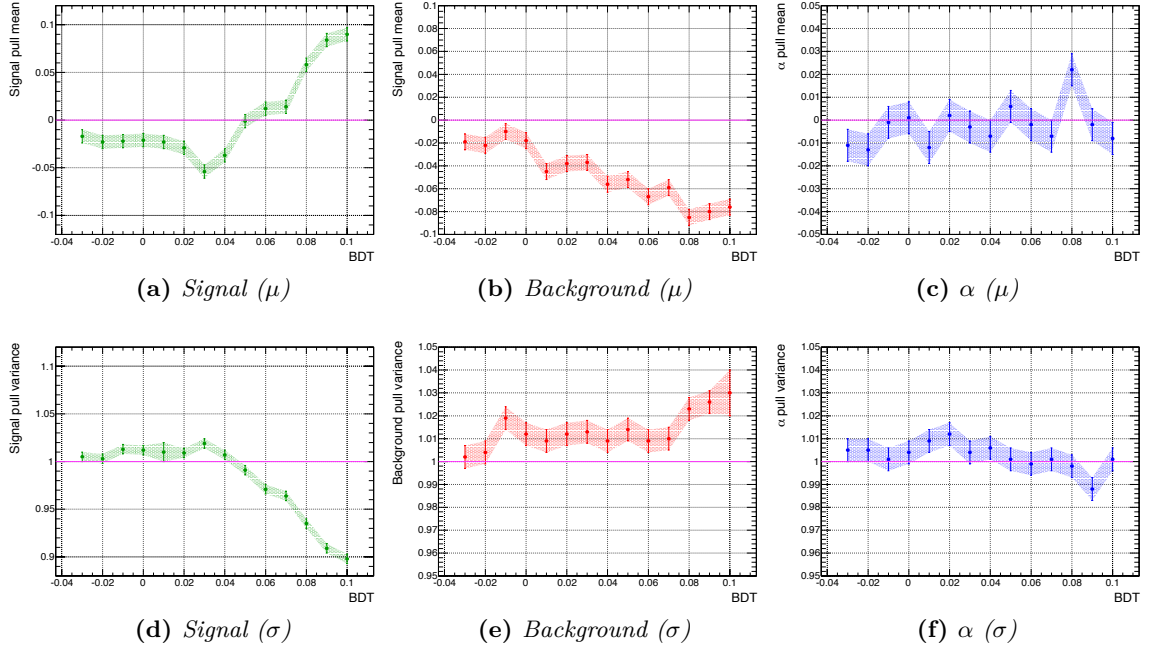 Signal pull mean
0.1
0.05
0
-0.05
-0.1
-0.04 -0.02 0 0.02 0.04 0.06 0.08 0.1
BDT
(a) Signal (μ)
Signal pull mean
0.1
0.08
0.06
0.04
0.02
0
-0.02
-0.04
-0.06
-0.08
-0.1
-0.04 -0.02 0 0.02 0.04 0.06 0.08 0.1
BDT
(b) Background (μ)
α pull mean
0.05
0.04
0.03
0.02
0.01
0
-0.01
-0.02
-0.03
-0.04
-0.05
-0.04 -0.02 0 0.02 0.04 0.06 0.08 0.1
BDT
(c) α (μ)
Signal pull variance
1.1
1.05
1
0.95
0.9
-0.04 -0.02 0 0.02 0.04 0.06 0.08 0.1
BDT
(d) Signal (σ)
Background pull variance
1.05
1.04
1.03
1.02
1.01
1
0.99
0.98
0.97
0.96
0.95
-0.04 -0.02 0 0.02 0.04 0.06 0.08 0.1
BDT
(e) Background (σ)
α pull variance
1.05
1.04
1.03
1.02
1.01
1
0.99
0.98
0.97
0.96
0.95
-0.04 -0.02 0 0.02 0.04 0.06 0.08 0.1
BDT
(f) α (σ)